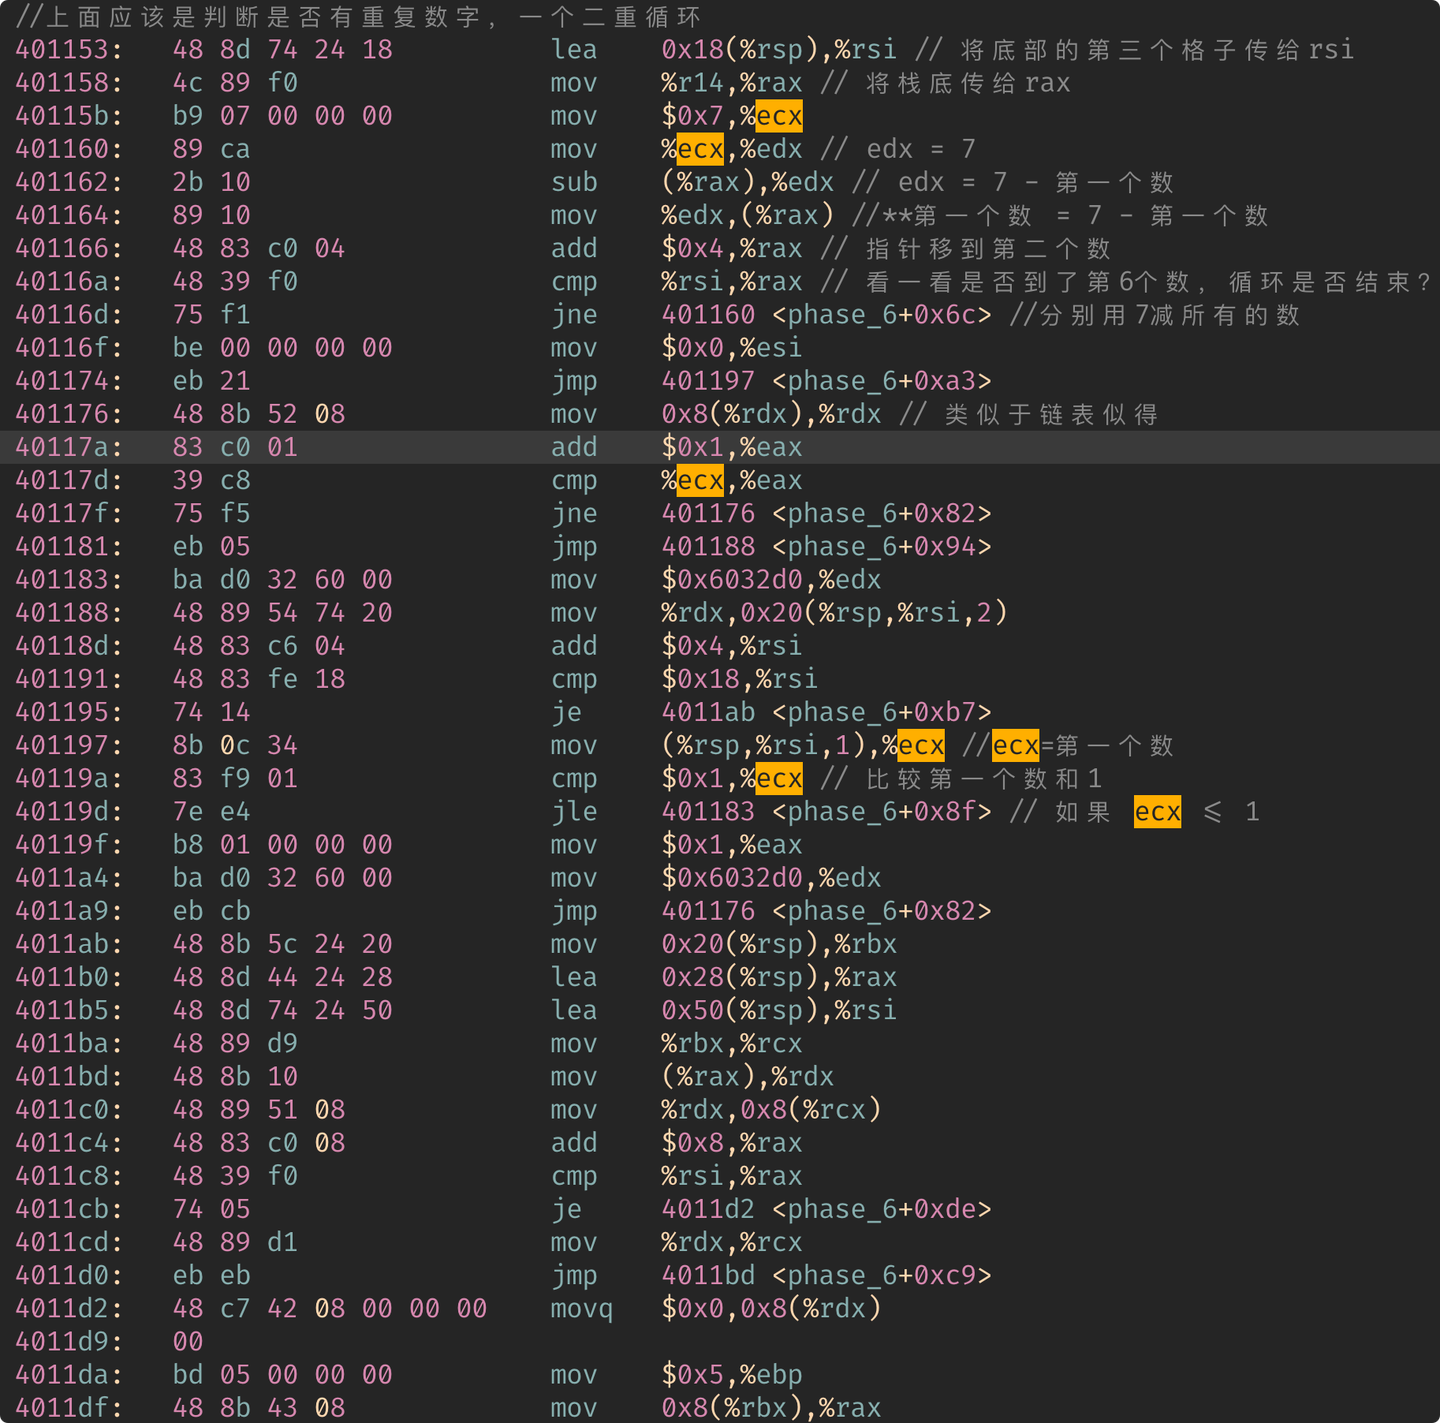 //上面应该是判断是否有重复数字，一个二重循环
401153: 48 8d 74 24 18 lea 0x18(%rsp),%rsi // 将底部的第三个格子传给rsi
401158: 4c 89 f0 mov %r14,%rax // 将栈底传给rax
40115b: b9 07 00 00 00 mov $0x7,%ecx
401160: 89 ca mov %ecx,%edx // edx = 7
401162: 2b 10 sub (%rax),%edx // edx = 7 - 第一个数
401164: 89 10 mov %edx,(%rax) //**第一个数 = 7 - 第一个数
401166: 48 83 c0 04 add $0x4,%rax // 指针移到第二个数
40116a: 48 39 f0 cmp %rsi,%rax // 看一看是否到了第6个数，循环是否结束？
40116d: 75 f1 jne 401160 <phase_6+0x6c> //分别用7减所有的数
40116f: be 00 00 00 00 mov $0x0,%esi
401174: eb 21 jmp 401197 <phase_6+0xa3>
401176: 48 8b 52 08 mov 0x8(%rdx),%rdx // 类似于链表似得
40117a: 83 c0 01 add $0x1,%eax
40117d: 39 c8 cmp %ecx,%eax
40117f: 75 f5 jne 401176 <phase_6+0x82>
401181: eb 05 jmp 401188 <phase_6+0x94>
401183: ba d0 32 60 00 mov $0x6032d0,%edx
401188: 48 89 54 74 20 mov %rdx,0x20(%rsp,%rsi,2)
40118d: 48 83 c6 04 add $0x4,%rsi
401191: 48 83 fe 18 cmp $0x18,%rsi
401195: 74 14 je 4011ab <phase_6+0xb7>
401197: 8b 0c 34 mov (%rsp,%rsi,1),%ecx //ecx=第一个数
40119a: 83 f9 01 cmp $0x1,%ecx // 比较第一个数和1
40119d: 7e e4 jle 401183 <phase_6+0x8f> // 如果 ecx ⩽ 1
40119f: b8 01 00 00 00 mov $0x1,%eax
4011a4: ba d0 32 60 00 mov $0x6032d0,%edx
4011a9: eb cb jmp 401176 <phase_6+0x82>
4011ab: 48 8b 5c 24 20 mov 0x20(%rsp),%rbx
4011b0: 48 8d 44 24 28 lea 0x28(%rsp),%rax
4011b5: 48 8d 74 24 50 lea 0x50(%rsp),%rsi
4011ba: 48 89 d9 mov %rbx,%rcx
4011bd: 48 8b 10 mov (%rax),%rdx
4011c0: 48 89 51 08 mov %rdx,0x8(%rcx)
4011c4: 48 83 c0 08 add $0x8,%rax
4011c8: 48 39 f0 cmp %rsi,%rax
4011cb: 74 05 je 4011d2 <phase_6+0xde>
4011cd: 48 89 d1 mov %rdx,%rcx
4011d0: eb eb jmp 4011bd <phase_6+0xc9>
4011d2: 48 c7 42 08 00 00 00 movq $0x0,0x8(%rdx)
4011d9: 00
4011da: bd 05 00 00 00 mov $0x5,%ebp
4011df: 48 8b 43 08 mov 0x8(%rbx),%rax